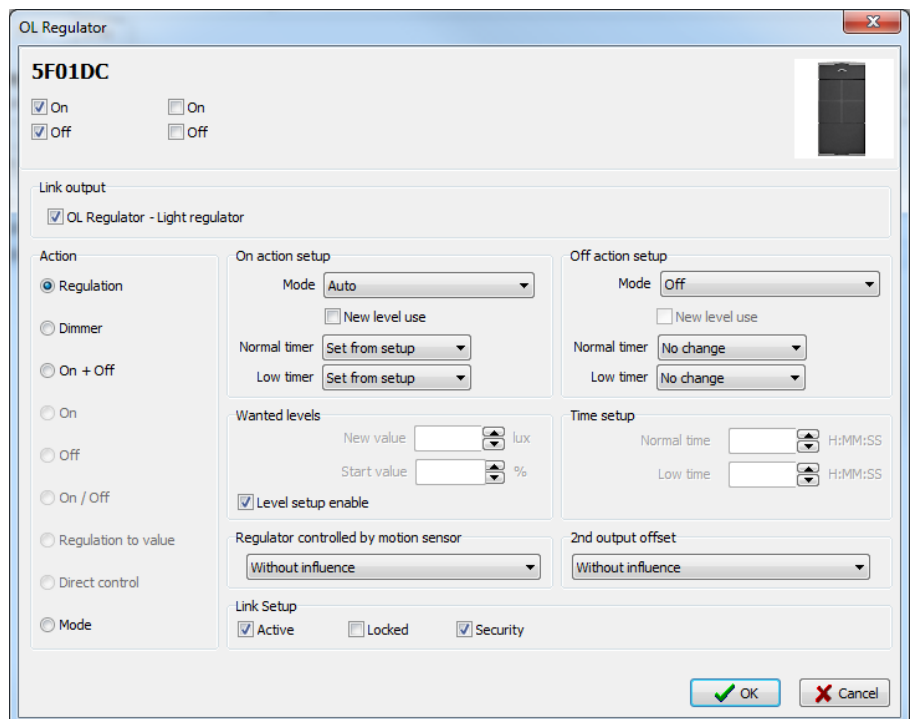 OL Regulator
5F01DC
On On
Off Off
Link output
OL Regulator - Light regulator
Action
Regulation
Dimmer
On + Off
On
Off
On / Off
Regulation to value
Direct control
Mode
On action setup
Mode Auto
New level use
Normal timer Set from setup
Low timer Set from setup
Off action setup
Mode Off
New level use
Normal timer No change
Low timer No change
Wanted levels
New value lux
Start value %
Level setup enable
Time setup
Normal time H:MM:SS
Low time H:MM:SS
Regulator controlled by motion sensor
Without influence
2nd output offset
Without influence
Link Setup
Active Locked Security
OK Cancel